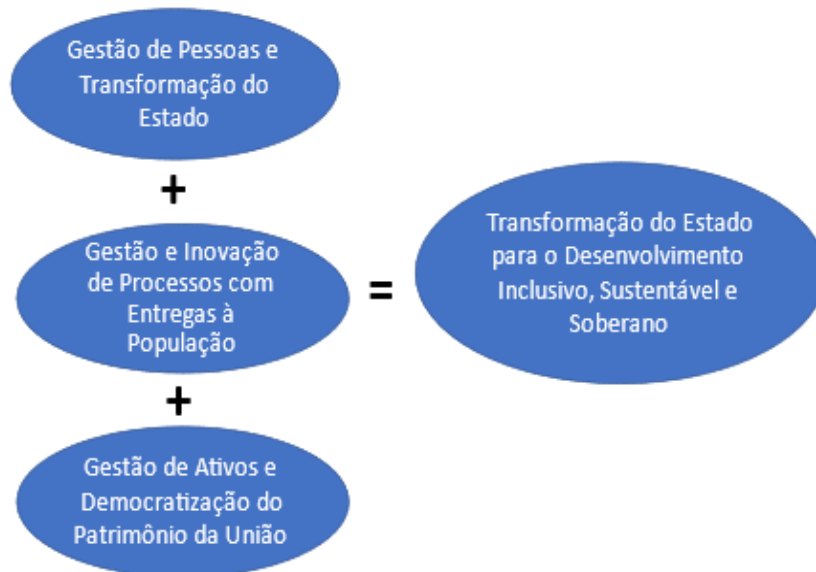 Gestão de Pessoas e
Transformação do
Estado
+
Gestão e Inovação
de Processos com
Entregas à
População
+
Gestão de Ativos e
Democratização do
Patrimônio da União
=
Transformação do Estado
para o Desenvolvimento
Inclusivo, Sustentável e
Soberano